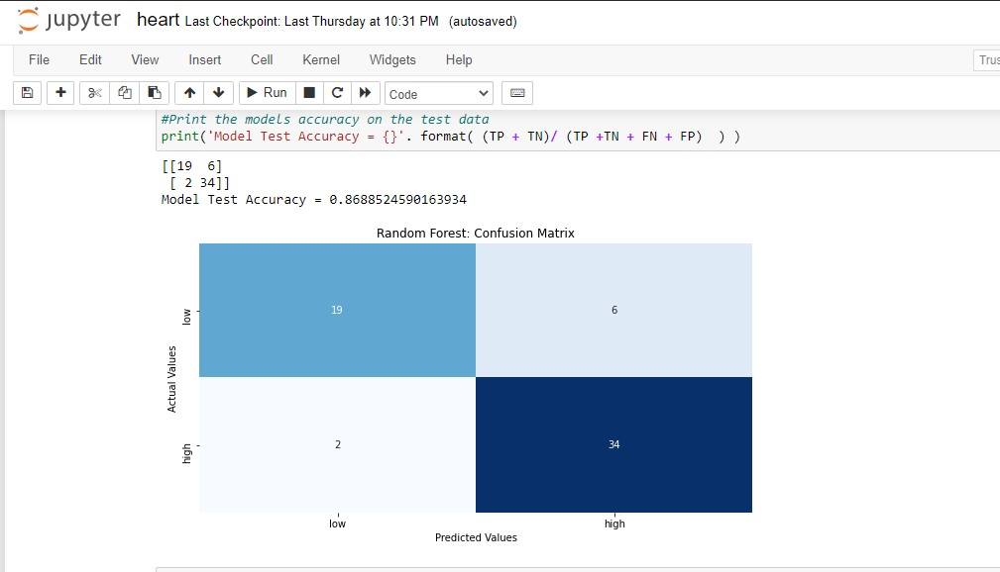 jupyter heart Last Checkpoint: Last Thursday at 10:31 PM (autosaved)
File Edit View Insert Cell Kernel Widgets Help
Run Code
#Print the models accuracy on the test data
print('Model Test Accuracy = {}'. format( (TP + TN)/ (TP +TN + FN + FP)  ) )
[[19  6]
[ 2 34]]
Model Test Accuracy = 0.8688524590163934
Random Forest: Confusion Matrix
Actual Values
low
19 6
high
2 34
low high
Predicted Values